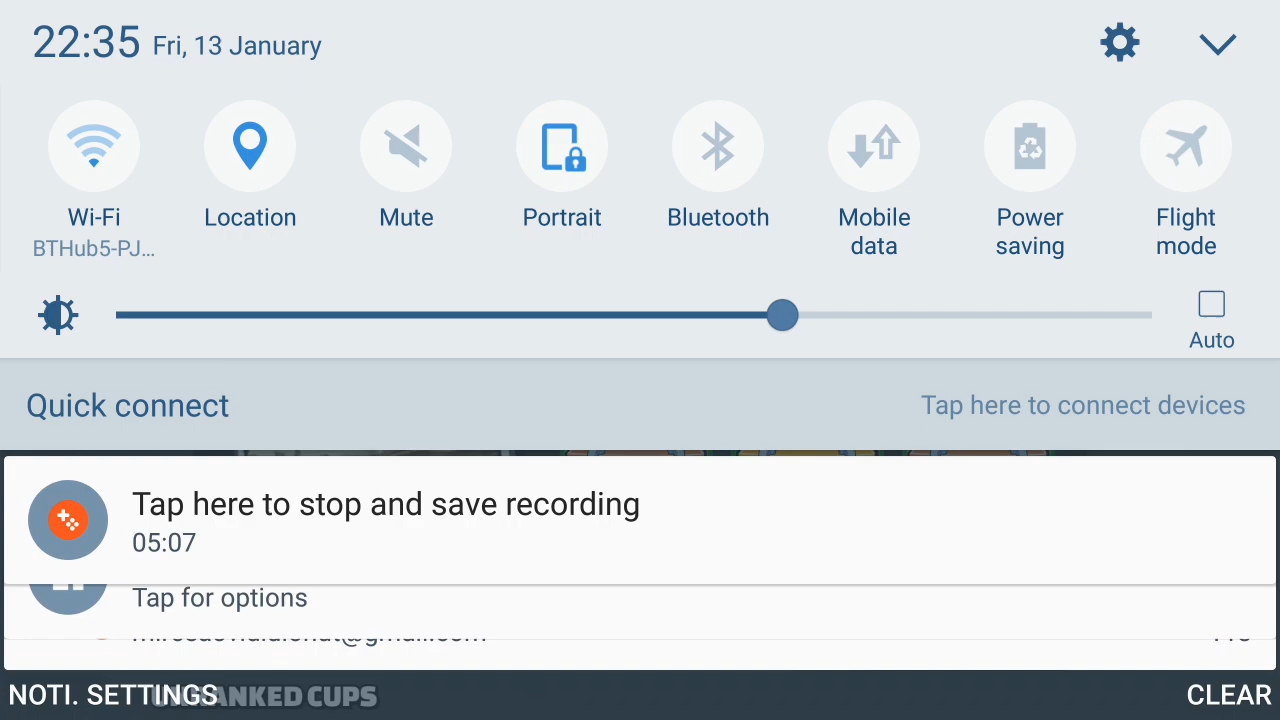 22:35 Fri, 13 January
Wi-Fi Location Mute Portrait Bluetooth Mobile data Power saving Flight mode
BTHub5-PJ...
Auto
Quick connect Tap here to connect devices
Tap here to stop and save recording
05:07
Tap for options
NOTI. SETTINGS CUPS CLEAR